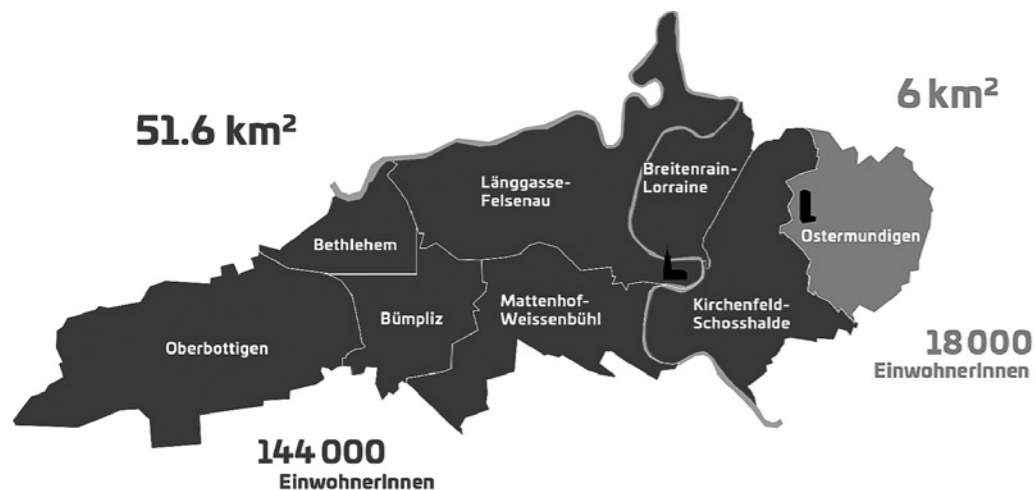 6 km²
51.6 km²
Breitenrain-
Lorraine
Länggasse-
Felsenau
Ostermundigen
Bethlehem
Mattenhof-
Weissenbühl
Kirchenfeld-
Schosshalde
Bümpliz
Oberbottigen
18 000
EinwohnerInnen
144 000
EinwohnerInnen